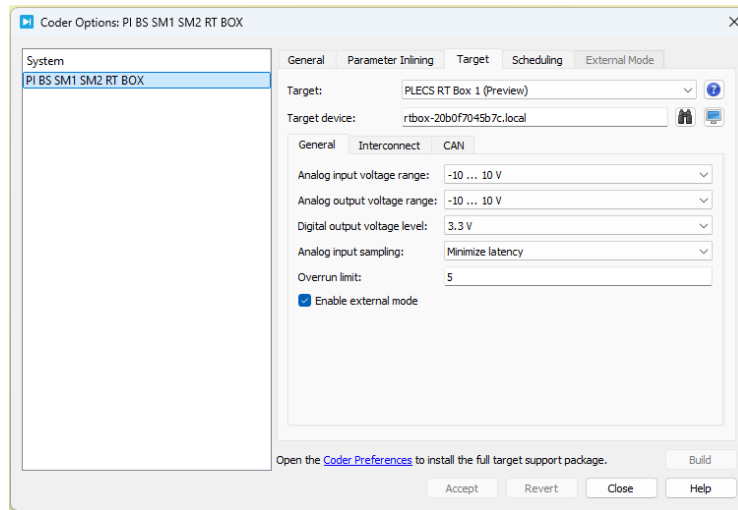 Coder Options: PI BS SM1 SM2 RT BOX
System
PI BS SM1 SM2 RT BOX
General Parameter Inlining Target Scheduling External Mode
Target: PLECS RT Box 1 (Preview)
Target device: rtbox-20b0f7045b7c.local
General Interconnect CAN
Analog input voltage range: -10 ... 10 V
Analog output voltage range: -10 ... 10 V
Digital output voltage level: 3.3 V
Analog input sampling: Minimize latency
Overrun limit: 5
Enable external mode
Open the Coder Preferences to install the full target support package. Build
Accept Revert Close Help